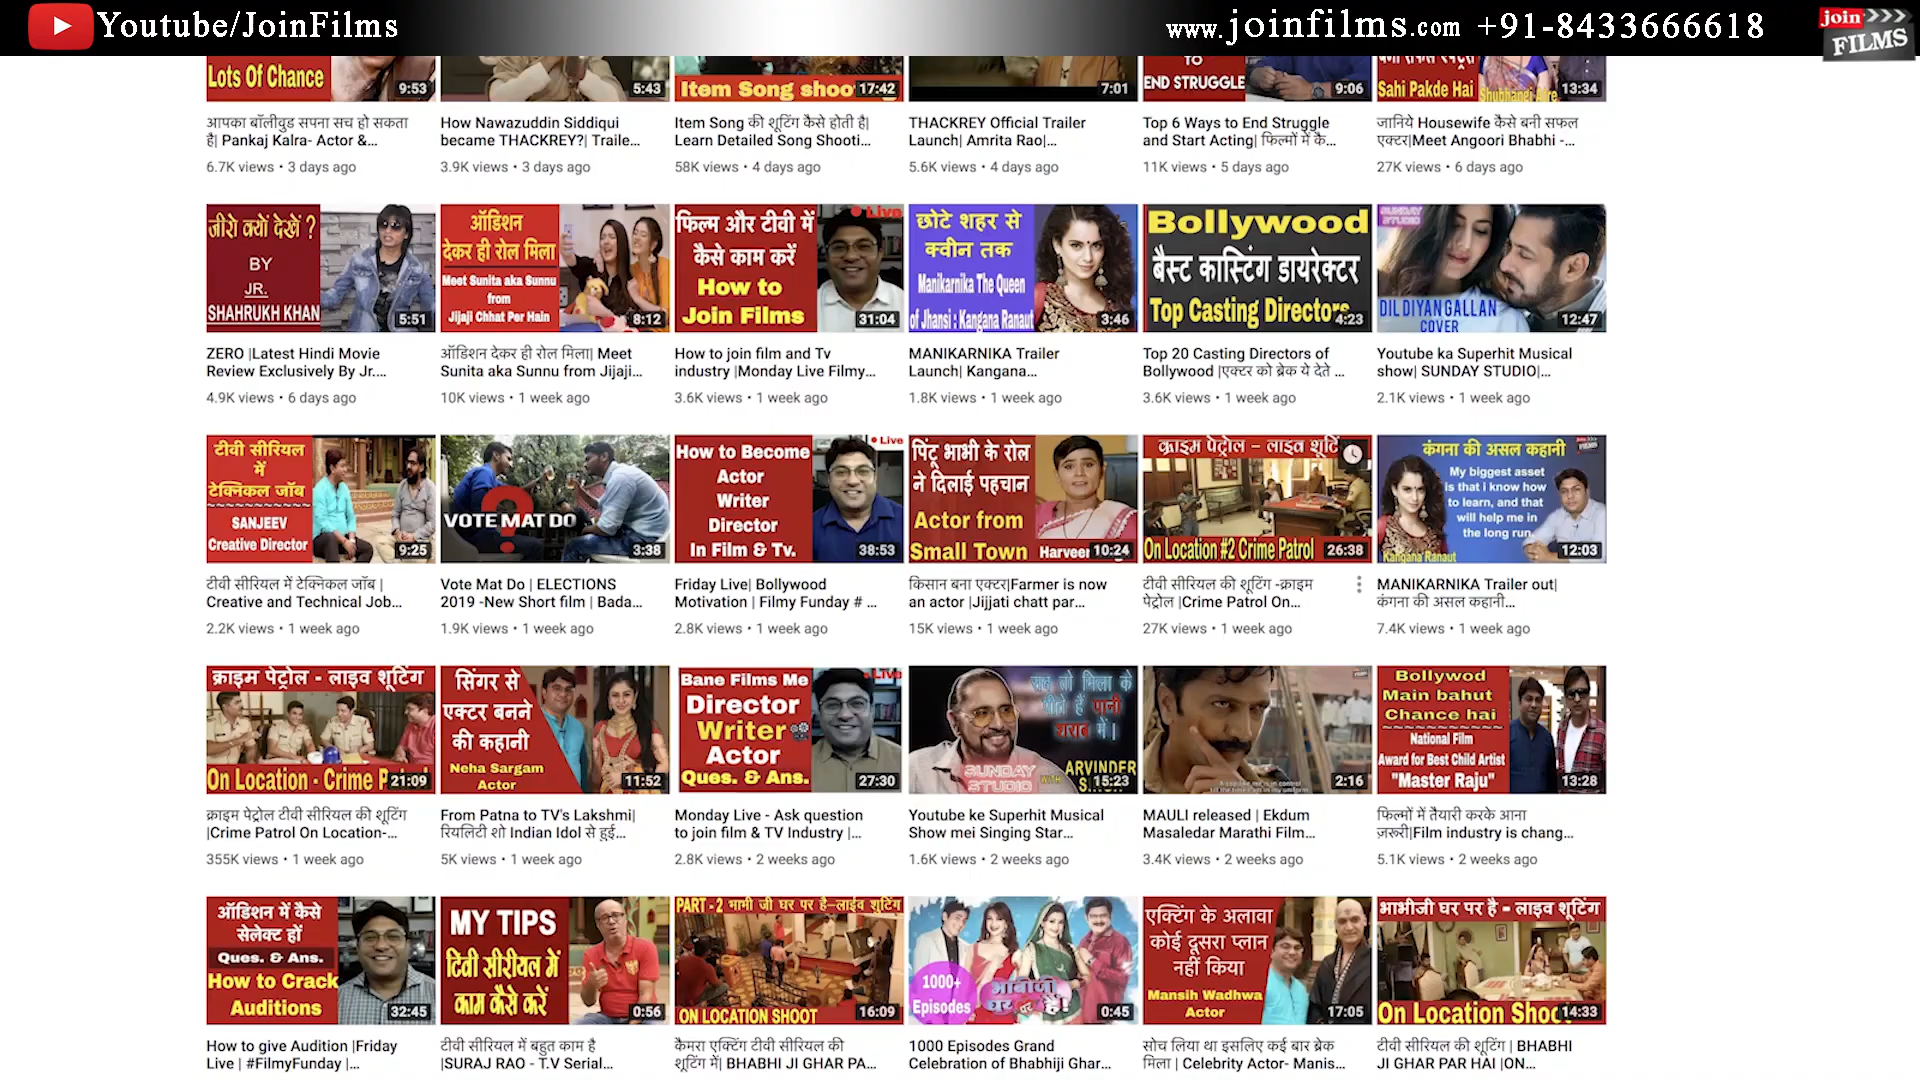 Youtube/JoinFilms
www.joinfilms.com +91-8433666618
join
FILMS
Lots Of Chance
9:53
5:43
Item Song shoo
17:42
7:01
END STRUGGLE
9:06
Sahi Pakde Hai
13:34
आपका बॉलीवुड सपना सच हो सकता
है| Pankaj Kalra- Actor &...
6.7K views • 3 days ago
How Nawazuddin Siddiqui
became THACKREY?| Traile...
3.9K views • 3 days ago
Item Song की शूटिंग कैसे होती है|
Learn Detailed Song Shooti...
58K views • 4 days ago
THACKREY Official Trailer
Launch| Amrita Rao|...
5.6K views • 4 days ago
Top 6 Ways to End Struggle
and Start Acting| फिल्मों में कै...
11K views • 5 days ago
जानिये Housewife कैसे बनी सफल
एक्टर|Meet Angoori Bhabhi -...
27K views • 6 days ago
जीरो क्यों देखें ?
BY
JR.
SHAHRUKH KHAN
5:51
ऑडिशन
देकर ही रोल मिला
Meet Sunita aka Sunnu
from
Jijaji Chhat Per Hain
8:12
फिल्म और टीवी में
कैसे काम करें
How to
Join Films
Live
31:04
छोटे शहर से
क्वीन तक
Manikarnika The Queen
of Jhansi : Kangana Ranaut
3:46
Bollywood
बैस्ट कास्टिंग डायरेक्टर
Top Casting Directors
4:23
SUNDAY
STUDIO
DIL DIYAN GALLAN
COVER
12:47
ZERO |Latest Hindi Movie
Review Exclusively By Jr....
4.9K views • 6 days ago
ऑडिशन देकर ही रोल मिला| Meet
Sunita aka Sunnu from Jijaji...
10K views • 1 week ago
How to join film and Tv
industry |Monday Live Filmy...
3.6K views • 1 week ago
MANIKARNIKA Trailer
Launch| Kangana...
1.8K views • 1 week ago
Top 20 Casting Directors of
Bollywood |एक्टर को ब्रेक ये देते ...
3.6K views • 1 week ago
Youtube ka Superhit Musical
show| SUNDAY STUDIO|...
2.1K views • 1 week ago
टीवी सीरियल
में
टेक्निकल जॉब
SANJEEV
Creative Director
9:25
VOTE MAT DO
?
3:38
How to Become
Actor
Writer
Director
In Film & Tv.
Live
38:53
पिंटू भाभी के रोल
ने दिलाई पहचान
Actor from
Small Town
Harveer
10:24
क्राइम पेट्रोल – लाइव शूटिं
On Location #2 Crime Patrol
26:38
कंगना की असल कहानी
My biggest asset
is that i know how
to learn, and that
will help me in
the long run.
Kangana Ranaut
12:03
टीवी सीरियल में टेक्निकल जॉब |
Creative and Technical Job...
2.2K views • 1 week ago
Vote Mat Do | ELECTIONS
2019 -New Short film | Bada...
1.9K views • 1 week ago
Friday Live| Bollywood
Motivation | Filmy Funday # ...
2.8K views • 1 week ago
किसान बना एक्टर|Farmer is now
an actor |Jijjati chatt par...
15K views • 1 week ago
टीवी सीरियल की शूटिंग -क्राइम
पेट्रोल |Crime Patrol On...
27K views • 1 week ago
MANIKARNIKA Trailer out|
कंगना की असल कहानी...
7.4K views • 1 week ago
क्राइम पेट्रोल - लाइव शूटिंग
On Location - Crime P
21:09
सिंगर से
एक्टर बनने
की कहानी
Neha Sargam
Actor
11:52
Bane Films Me
Director
Writer
Actor
Ques. & Ans.
Live
27:30
सब तो मिला के
पीते हैं पानी
शराब में|
SUNDAY
STUDIO
WITH
ARVINDER
15:23
2:16
Bollywod
Main bahut
Chance hai
National Film
Award for Best Child Artist
"Master Raju"
13:28
क्राइम पेट्रोल टीवी सीरियल की शूटिंग
|Crime Patrol On Location-...
355K views • 1 week ago
From Patna to TV's Lakshmi|
रियलिटी शो Indian Idol से हुई...
5K views • 1 week ago
Monday Live - Ask question
to join film & TV Industry |...
2.8K views • 2 weeks ago
Youtube ke Superhit Musical
Show mei Singing Star...
1.6K views • 2 weeks ago
MAULI released | Ekdum
Masaledar Marathi Film...
3.4K views • 2 weeks ago
फिल्मों में तैयारी करके आना
ज़रूरी|Film industry is chang...
5.1K views • 2 weeks ago
ऑडिशन में कैसे
सेलेक्ट हों
Ques. & Ans.
How to Crack
Auditions
32:45
MY TIPS
टिवी सीरीयल में
काम कैसे करें
0:56
PART - 2 भाभी जी घर पर है–लाईव शूटिंग
ON LOCATION SHOOT
16:09
1000+
Episodes
भाबीजी
घर पर हैं!
0:45
एक्टिंग के अलावा
कोई दूसरा प्लान
नहीं किया
Mansih Wadhwa
Actor
17:05
भाभीजी घर पर है - लाइव शूटिंग
On Location Shoo
14:33
How to give Audition |Friday
Live | #FilmyFunday |...
टीवी सीरियल में बहुत काम है
|SURAJ RAO - T.V Serial...
कैमरा एक्टिंग टीवी सीरियल की
शूटिंग में| BHABHI JI GHAR PA...
1000 Episodes Grand
Celebration of Bhabhiji Ghar...
सोच लिया था इसलिए कई बार ब्रेक
मिला | Celebrity Actor- Manis...
टीवी सीरियल की शूटिंग | BHABHI
JI GHAR PAR HAI |ON...